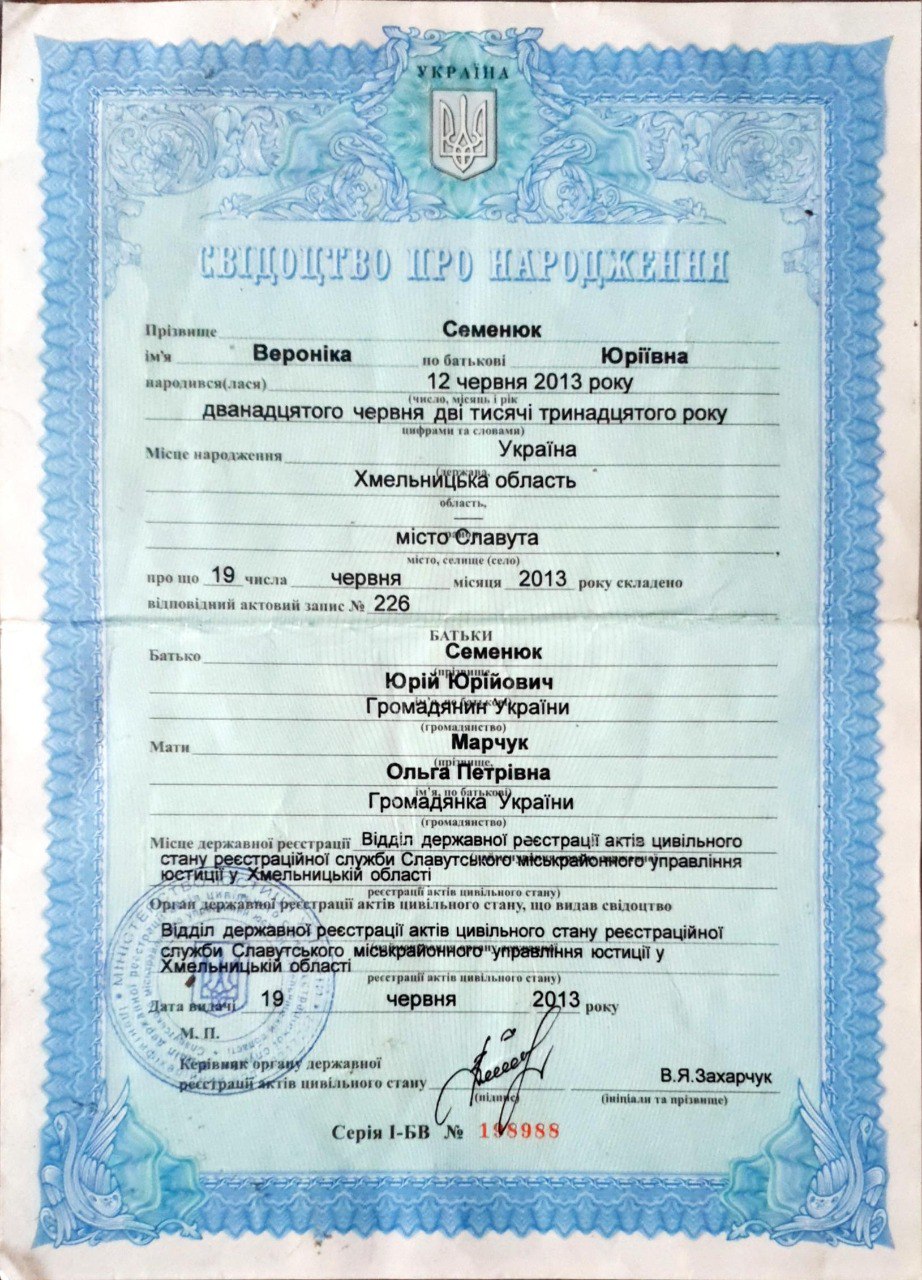 УКРАЇНА
СВІДОЦТВО ПРО НАРОДЖЕННЯ
Прізвище Семенюк
ім'я Вероніка по батькові Юріївна
народився(лася) 12 червня 2013 року
(число, місяць і рік
дванадцятого червня дві тисячі тринадцятого року
цифрами та словами)
Місце народження Україна
(держава,
Хмельницька область
область,
—
район,
місто Славута
місто, селище (село)
про що 19 числа червня місяця 2013 року складено
відповідний актовий запис № 226
БАТЬКИ
Батько Семенюк
(прізвище,
Юрій Юрійович
ім'я, по батькові)
Громадянин України
(громадянство)
Мати Марчук
(прізвище,
Ольга Петрівна
ім'я, по батькові)
Громадянка України
(громадянство)
Місце державної реєстрації Відділ державної реєстрації актів цивільного
стану реєстраційної служби Славутського міськрайонного управління
юстиції у Хмельницькій області
реєстрації актів цивільного стану)
Орган державної реєстрації актів цивільного стану, що видав свідоцтво
Відділ державної реєстрації актів цивільного стану реєстраційної
служби Славутського міськрайонного управління юстиції у
Хмельницькій області
реєстрації актів цивільного стану)
Дата видачі 19 червня 2013 року
М. П.
Керівник органу державної
реєстрації актів цивільного стану В.Я.Захарчук
(підпис) (ініціали та прізвище)
Серія І-БВ № 198988